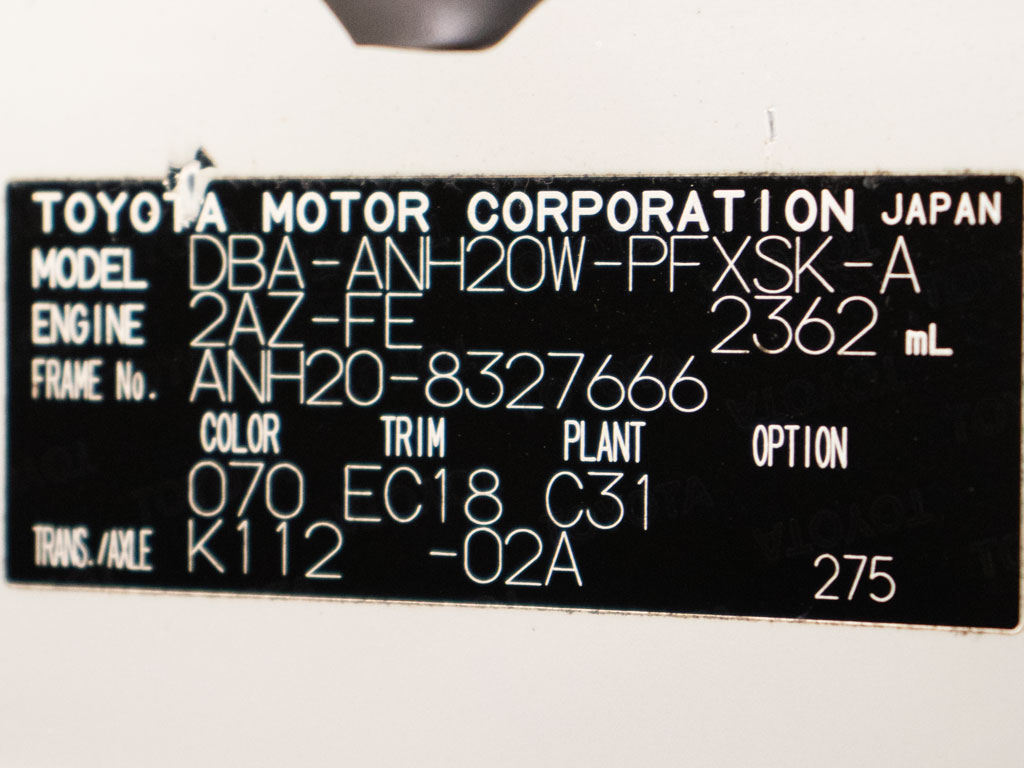 TOYOTA MOTOR CORPORATION JAPAN
MODEL DBA-ANH20W-PFXSK-A
ENGINE 2AZ-FE 2362 mL
FRAME No. ANH20-8327666
COLOR TRIM PLANT OPTION
070 EC18 C31
TRANS./AXLE K112 -02A
275